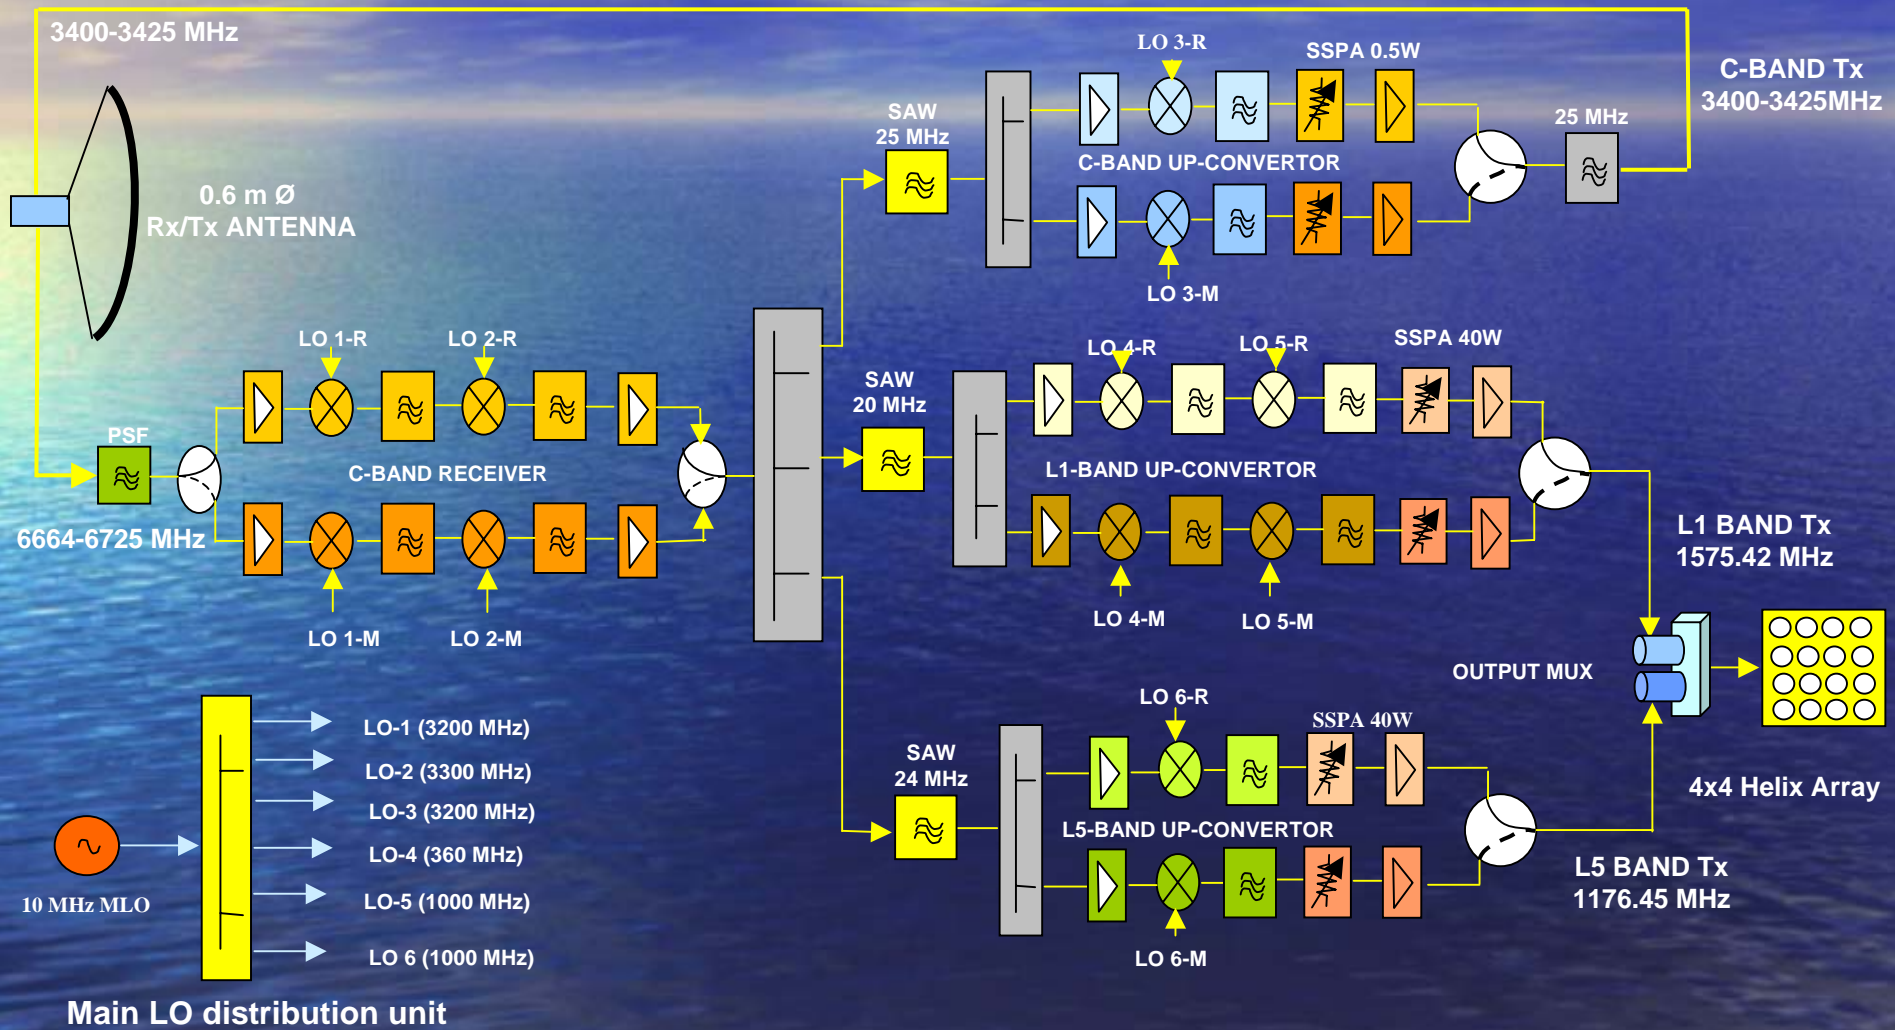 3400-3425 MHz
LO 3-R
SSPA 0.5W
C-BAND Tx
3400-3425MHz
SAW
25 MHz
25 MHz
C-BAND UP-CONVERTOR
0.6 m Ø
Rx/Tx ANTENNA
LO 3-M
LO 1-R
LO 2-R
LO 4-R
LO 5-R
SSPA 40W
SAW
20 MHz
PSF
C-BAND RECEIVER
L1-BAND UP-CONVERTOR
6664-6725 MHz
L1 BAND Tx
1575.42 MHz
LO 1-M
LO 2-M
LO 4-M
LO 5-M
OUTPUT MUX
LO 6-R
SSPA 40W
LO-1 (3200 MHz)
LO-2 (3300 MHz)
LO-3 (3200 MHz)
LO-4 (360 MHz)
LO-5 (1000 MHz)
LO 6 (1000 MHz)
SAW
24 MHz
4x4 Helix Array
L5-BAND UP-CONVERTOR
L5 BAND Tx
1176.45 MHz
10 MHz MLO
LO 6-M
Main LO distribution unit